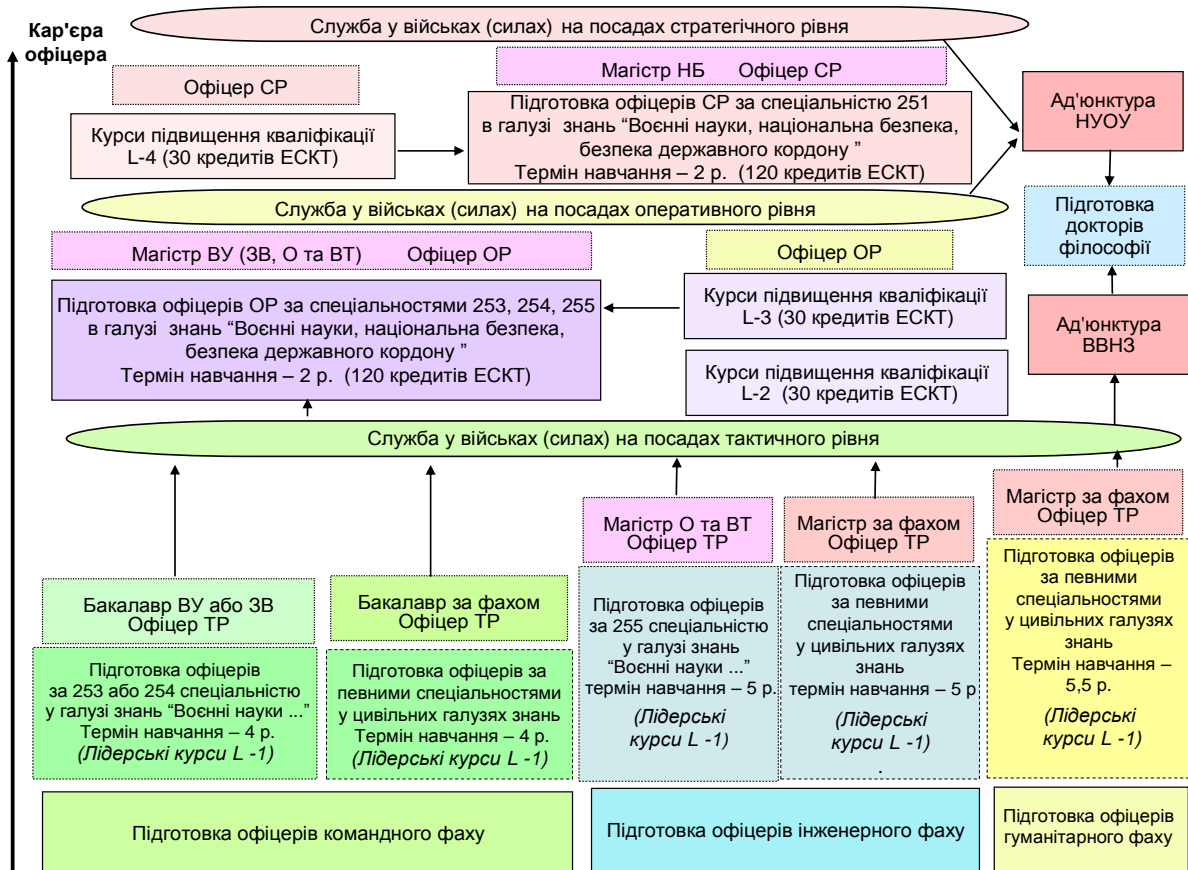 Кар'єра
офіцера
Служба у військах (силах) на посадах стратегічного рівня
Офіцер СР
Магістр НБ Офіцер СР
Курси підвищення кваліфікації
L-4 (30 кредитів ЕСКТ)
Підготовка офіцерів СР за спеціальністю 251
в галузі знань “Воєнні науки, національна безпека,
безпека державного кордону ”
Термін навчання – 2 р. (120 кредитів ЕСКТ)
Ад'юнктура
НУОУ
Служба у військах (силах) на посадах оперативного рівня
Підготовка
докторів
філософії
Магістр ВУ (ЗВ, О та ВТ) Офіцер ОР
Офіцер ОР
Підготовка офіцерів ОР за спеціальностями 253, 254, 255
в галузі знань “Воєнні науки, національна безпека,
безпека державного кордону ”
Термін навчання – 2 р. (120 кредитів ЕСКТ)
Курси підвищення кваліфікації
L-3 (30 кредитів ЕСКТ)
Курси підвищення кваліфікації
L-2 (30 кредитів ЕСКТ)
Ад'юнктура
ВВНЗ
Служба у військах (силах) на посадах тактичного рівня
Бакалавр ВУ або ЗВ
Офіцер ТР
Підготовка офіцерів
за 253 або 254 спеціальністю
у галузі знань “Воєнні науки ...”
Термін навчання – 4 р.
(Лідерські курси L -1)
Бакалавр за фахом
Офіцер ТР
Підготовка офіцерів за
певними спеціальностями
у цивільних галузях знань
Термін навчання – 4 р.
(Лідерські курси L -1)
Магістр О та ВТ
Офіцер ТР
Підготовка офіцерів
за 255 спеціальністю
у галузі знань
“Воєнні науки ...”
термін навчання – 5 р.
(Лідерські
курси L -1)
Магістр за фахом
Офіцер ТР
Підготовка офіцерів
за певними
спеціальностями
у цивільних галузях
знань
термін навчання – 5 р
(Лідерські
курси L -1)
.
Магістр за фахом
Офіцер ТР
Підготовка офіцерів
за певними
спеціальностями
у цивільних галузях
знань
Термін навчання –
5,5 р.
(Лідерські
курси L -1)
Підготовка офіцерів командного фаху
Підготовка офіцерів інженерного фаху
Підготовка офіцерів
гуманітарного фаху